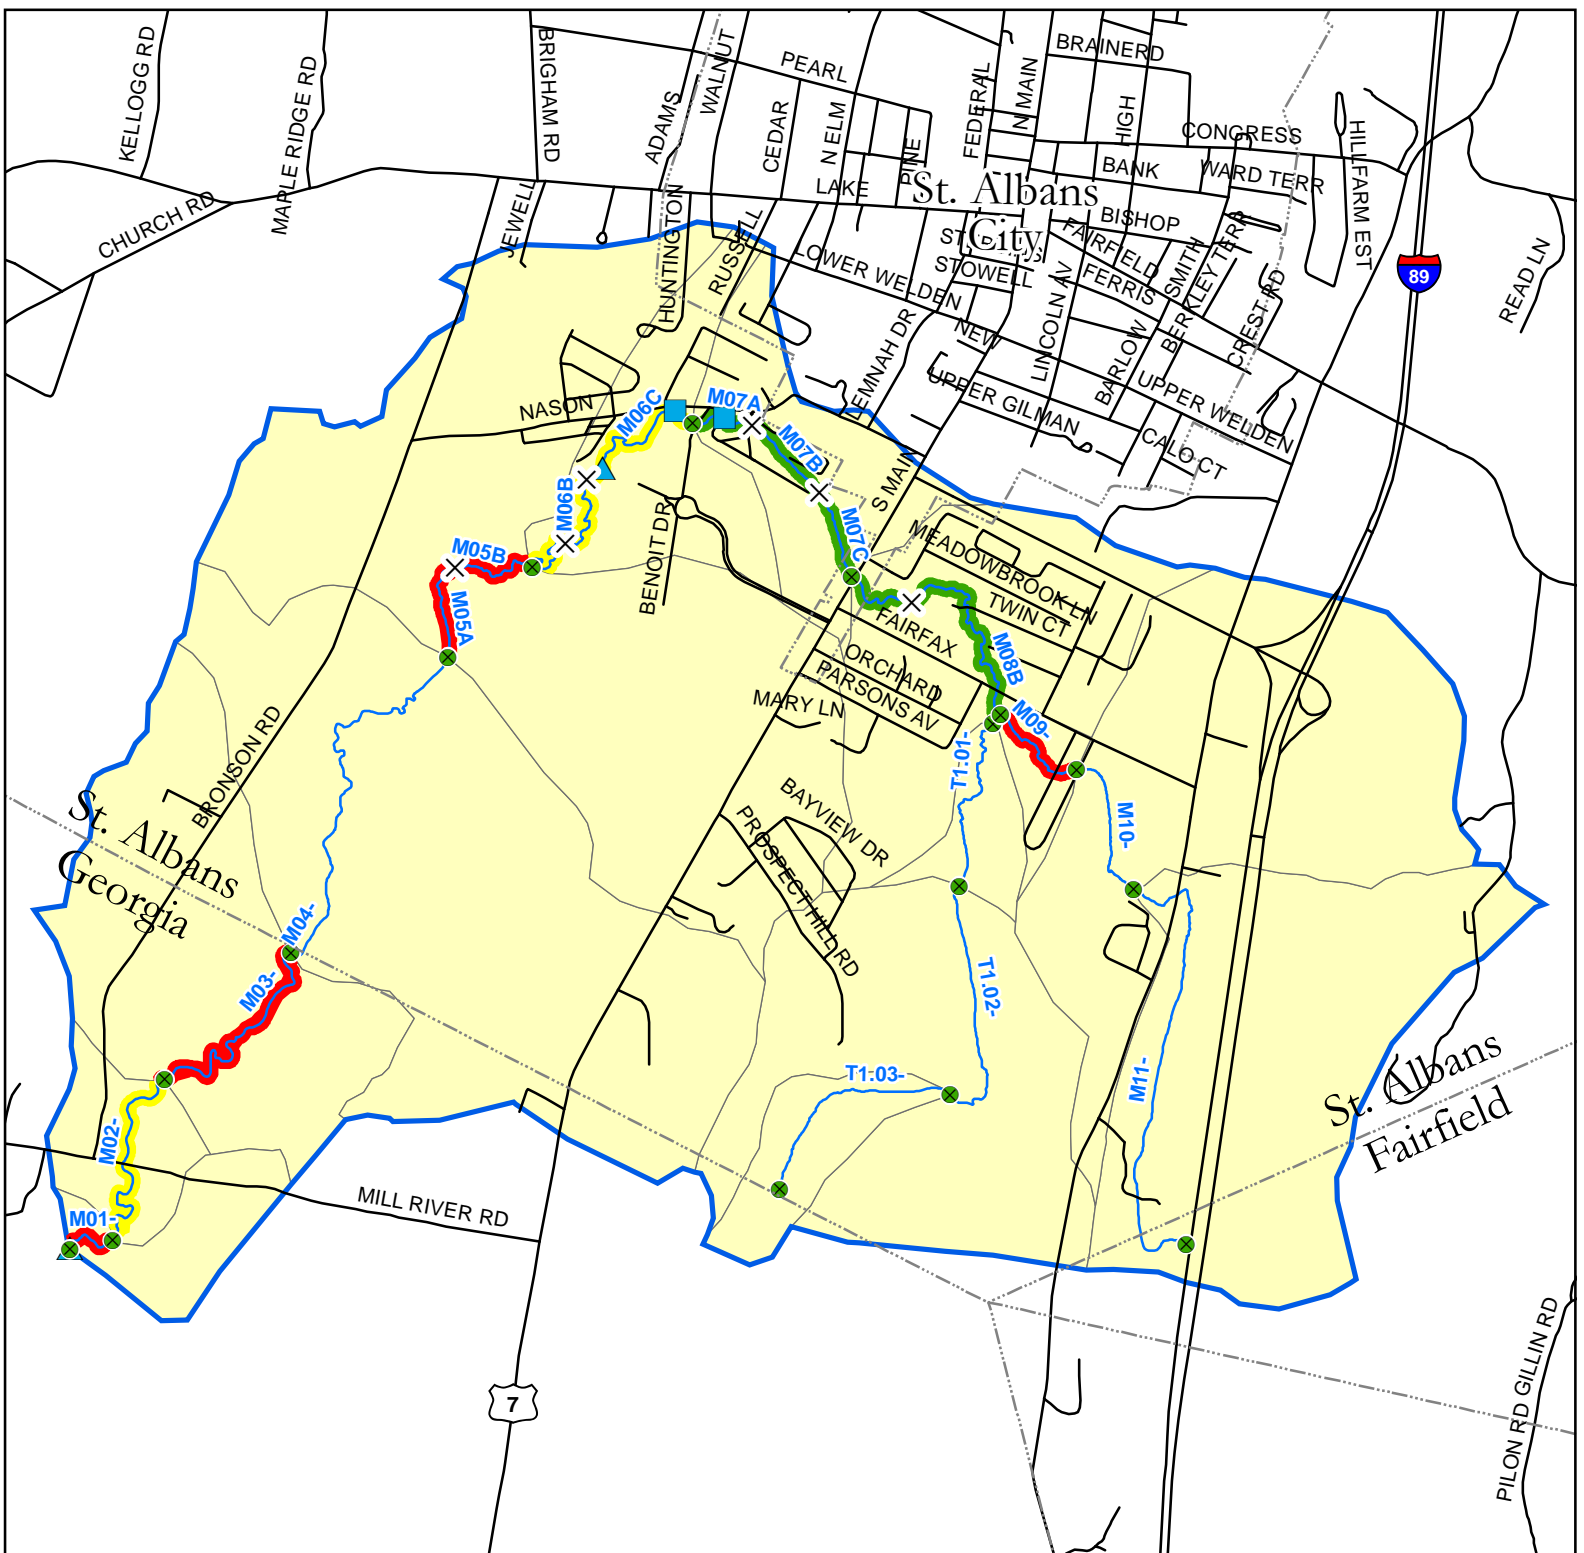 KELLOGG RD
MAPLE RIDGE RD
CHURCH RD
BRIGHAM RD
JEWELL
ADAMS
WALNUT
HUNTINGTON
RUSSELL
CEDAR
PEARL
N ELM
PINE
LAKE
FEDERAL
N MAIN
BRAINERD
HIGH
CONGRESS
BANK
WARD TERR
HILLFARM EST
St. Albans
City
BISHOP
FAIRFIELD
STOWELL
FERRIS
SMITH
BERKLEY TERR
CREST RD
LOWER WELDEN
NEW
LINCOLN AV
BARLOW
LEMNAH DR
UPPER GILMAN
UPPER WELDEN
CALO CT
89
READ LN
NASON
M06C
M07A
M07B
M07C
M06B
M05B
M05A
BENOIT DR
S MAIN
MEADOWBROOK LN
TWIN CT
FAIRFAX
ORCHARD
PARSONS AV
MARY LN
M08B
M09-
T1.01-
M10-
BAYVIEW DR
PROSPECT HILL RD
BRONSON RD
St. Albans
Georgia
M04-
M03-
M02-
M01-
T1.02-
T1.03-
M11-
St. Albans
Fairfield
MILL RIVER RD
7
PILON RD GILLIN RD